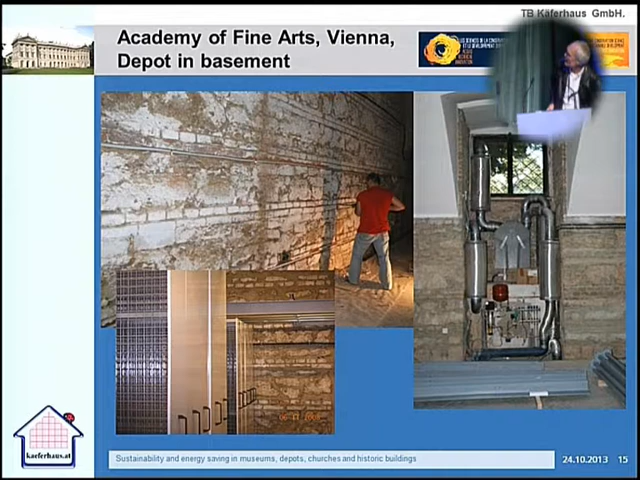 TB Käferhaus GmbH.
Academy of Fine Arts, Vienna,
Depot in basement
kaeferhaus.at
Sustainability and energy saving in museums, depots, churches and historic buildings
24.10.2013 15